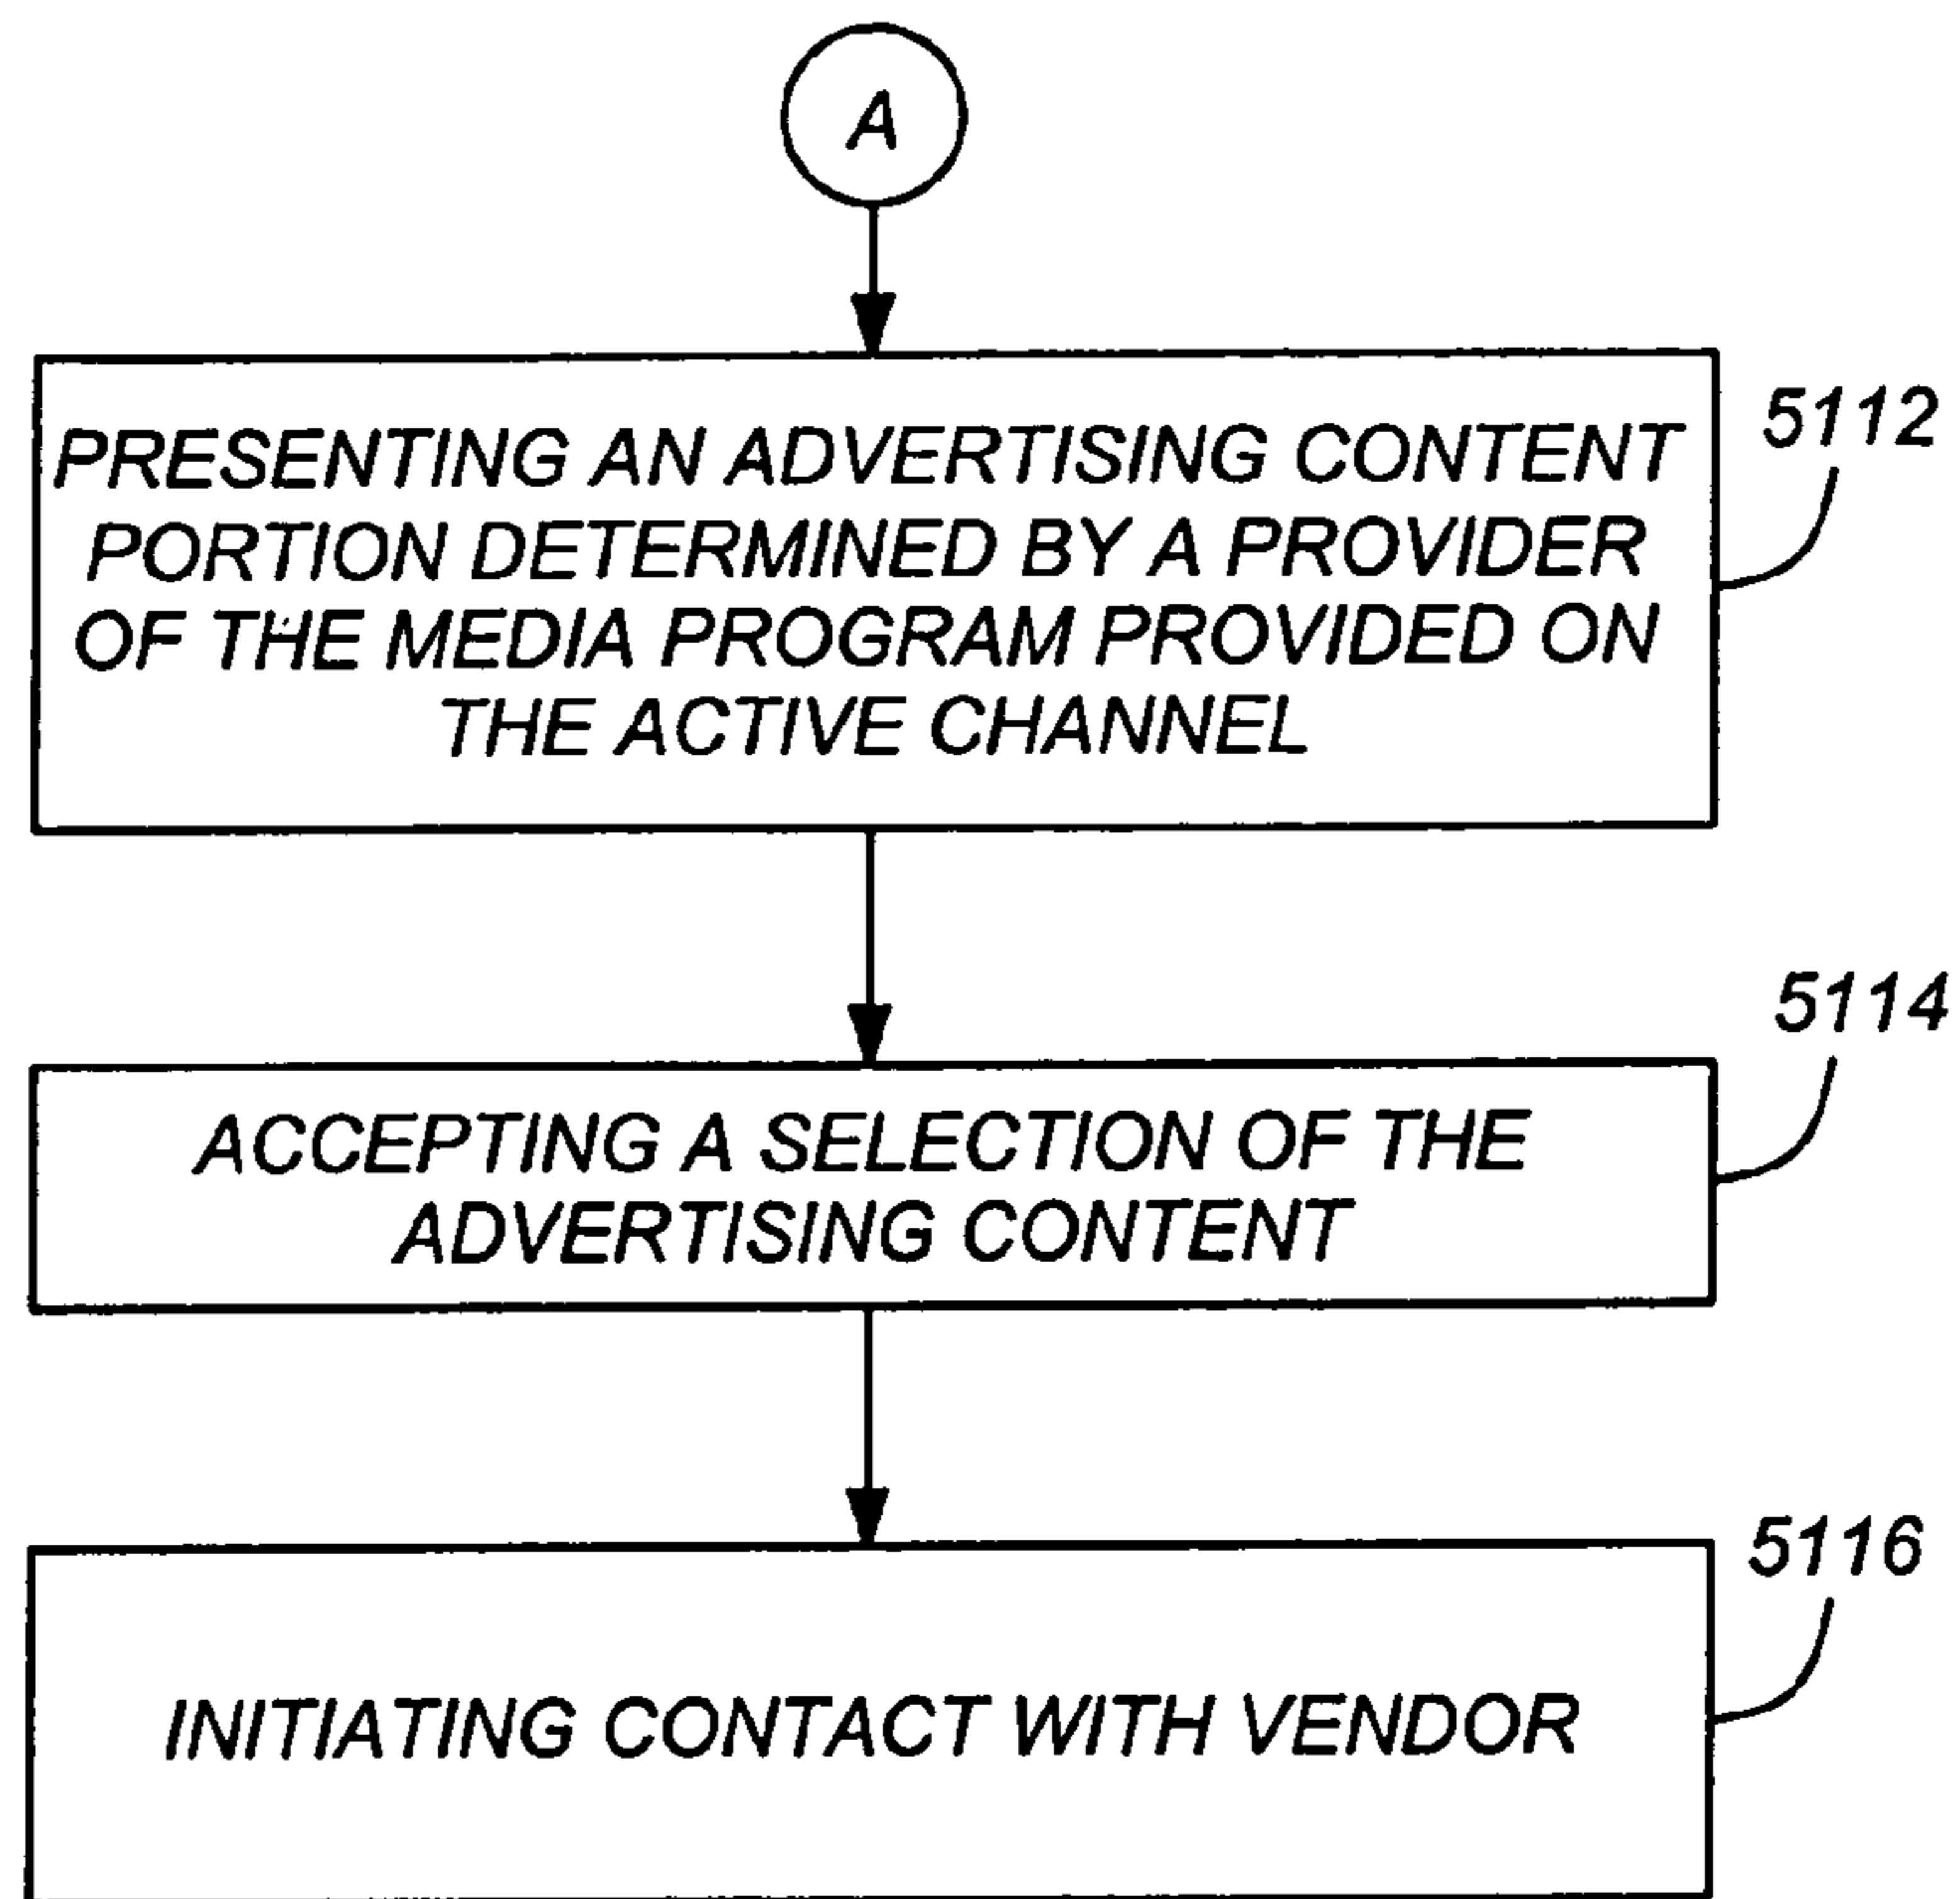 A
PRESENTING AN ADVERTISING CONTENT
PORTION DETERMINED BY A PROVIDER
OF THE MEDIA PROGRAM PROVIDED ON
THE ACTIVE CHANNEL
5112
ACCEPTING A SELECTION OF THE
ADVERTISING CONTENT
5114
INITIATING CONTACT WITH VENDOR
5116